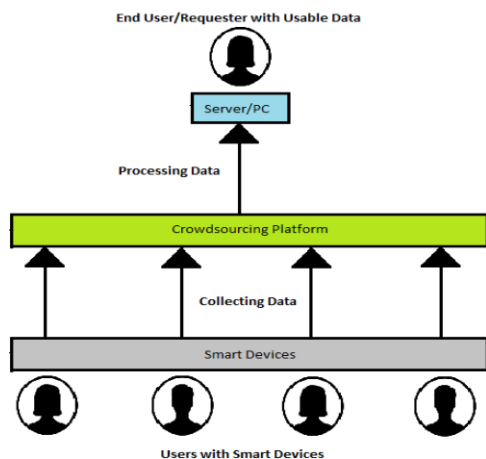 End User/Requester with Usable Data
Server/PC
Processing Data
Crowdsourcing Platform
Collecting Data
Smart Devices
Users with Smart Devices